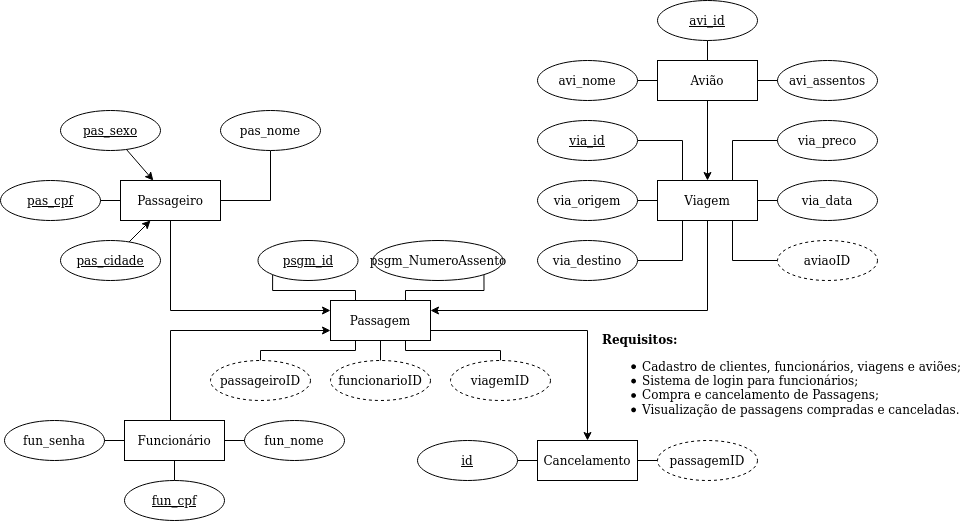 avi_id
avi_nome
Avião
avi_assentos
pas_sexo
pas_nome
via_id
via_preco
pas_cpf
Passageiro
via_origem
Viagem
via_data
pas_cidade
psgm_id
psgm_NumeroAssento
via_destino
aviaoID
Passagem
Requisitos:
Cadastro de clientes, funcionários, viagens e aviões;
Sistema de login para funcionários;
Compra e cancelamento de Passagens;
Visualização de passagens compradas e canceladas.
passageiroID
funcionarioID
viagemID
fun_senha
Funcionário
fun_nome
id
Cancelamento
passagemID
fun_cpf